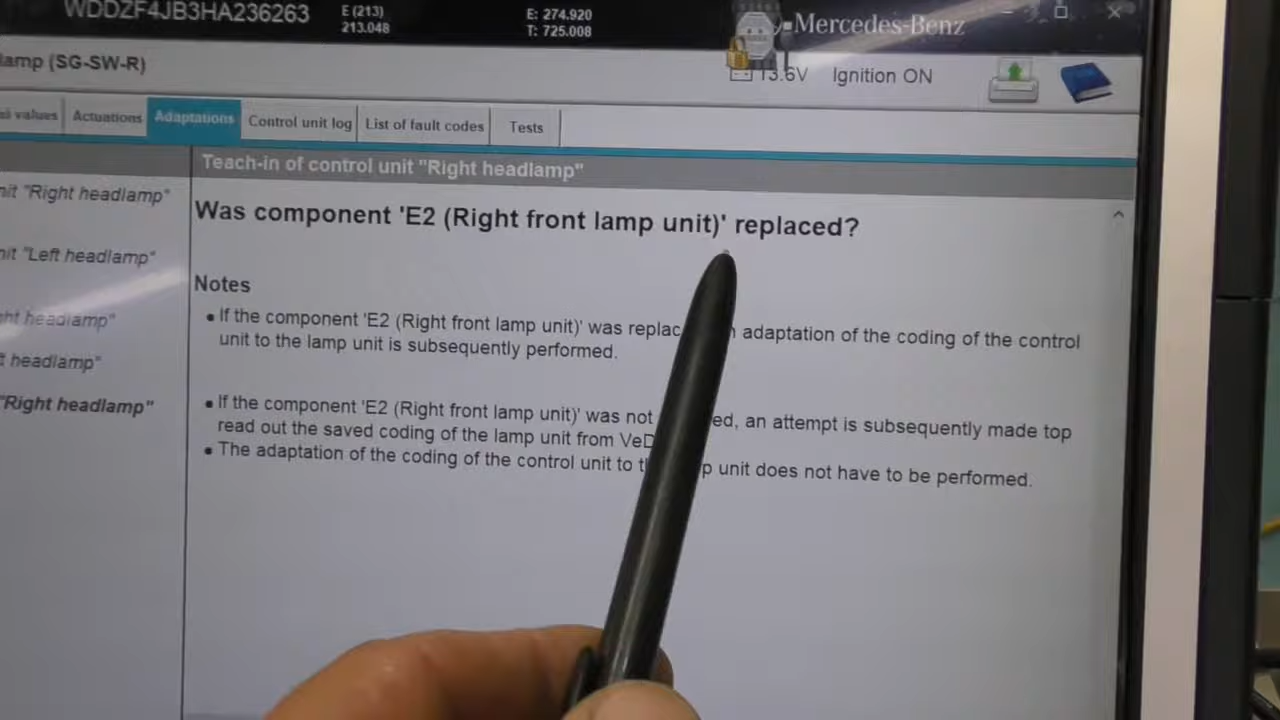 WDDZF4JB3HA236263
E (213)
213.048
E: 274.920
T: 725.008
Mercedes-Benz
lamp (SG-SW-R)
13.6V
Ignition ON
values
Actuations
Adaptations
Control unit log
List of fault codes
Tests
Teach-in of control unit "Right headlamp"
"Right headlamp"
"Left headlamp"
headlamp"
headlamp"
"Right headlamp"
Was component 'E2 (Right front lamp unit)' replaced?
Notes
• If the component 'E2 (Right front lamp unit)' was replac adaptation of the coding of the control
unit to the lamp unit is subsequently performed.
• If the component 'E2 (Right front lamp unit)' was not ed, an attempt is subsequently made top
read out the saved coding of the lamp unit from VeD
• The adaptation of the coding of the control unit to unit does not have to be performed.